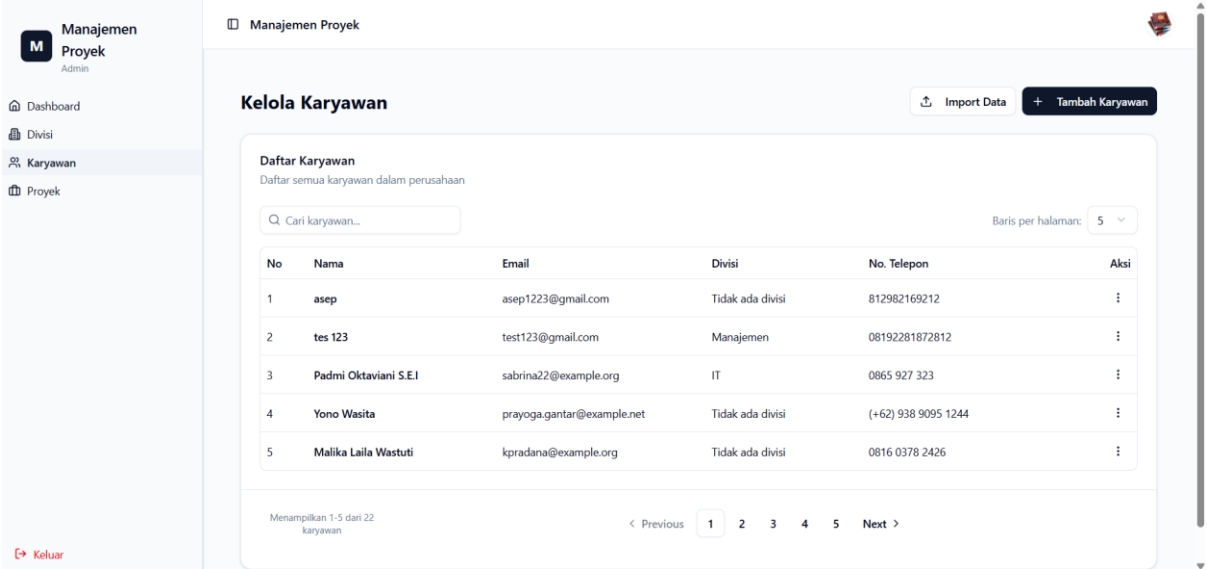 M
Manajemen
Proyek
Admin
Dashboard
Divisi
Karyawan
Proyek
Keluar
Manajemen Proyek
Kelola Karyawan
Import Data
+ Tambah Karyawan
Daftar Karyawan
Daftar semua karyawan dalam perusahaan
Cari karyawan...
Baris per halaman: 5
No Nama Email Divisi No. Telepon Aksi
1 asep asep1223@gmail.com Tidak ada divisi 812982169212
2 tes 123 test123@gmail.com Manajemen 08192281872812
3 Padmi Oktaviani S.E.I sabrina22@example.org IT 0865 927 323
4 Yono Wasita prayoga.gantar@example.net Tidak ada divisi (+62) 938 9095 1244
5 Malika Laila Wastuti kpradana@example.org Tidak ada divisi 0816 0378 2426
Menampilkan 1-5 dari 22
karyawan
< Previous 1 2 3 4 5 Next >